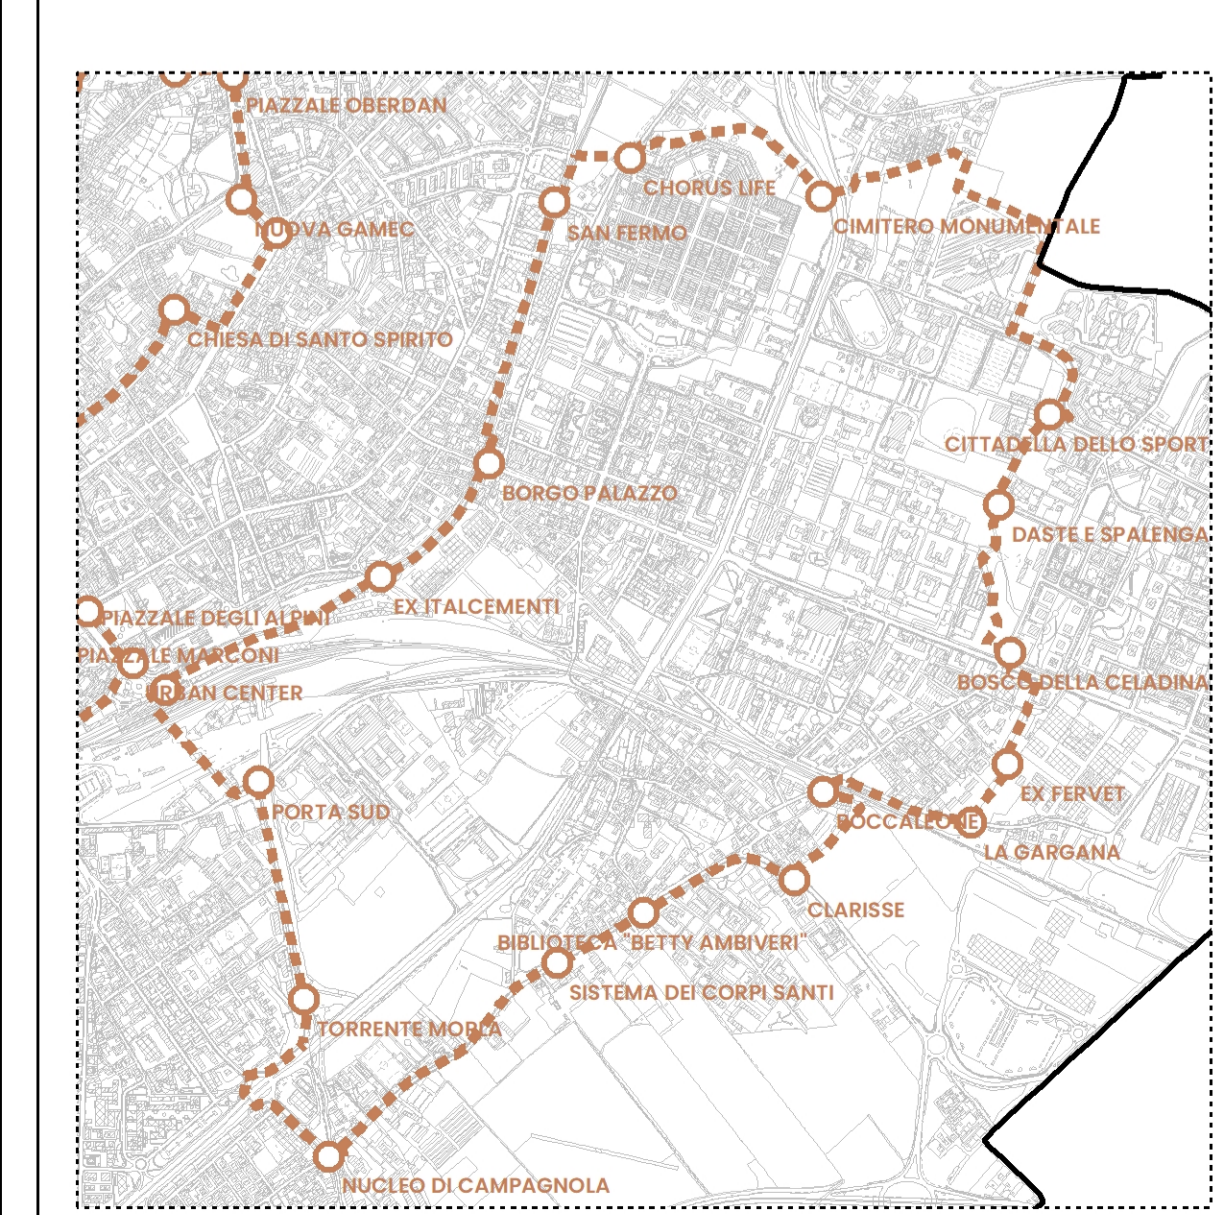 PIAZZALE OBERDAN
CHORUS LIFE
NUOVA GAMEC
SAN FERMO
CIMITERO MONUMENTALE
CHIESA DI SANTO SPIRITO
CITTADELLA DELLO SPORT
BORGO PALAZZO
DASTE E SPALENGA
EX ITALCEMENTI
PIAZZALE DEGLI ALPINI
PIAZZALE MARCONI
URBAN CENTER
BOSCO DELLA CELADINA
EX FERVET
PORTA SUD
BOCCALEONE
LA GARGANA
CLARISSE
BIBLIOTECA "BETTY AMBIVERI"
SISTEMA DEI CORPI SANTI
TORRENTE MORLA
NUCLEO DI CAMPAGNOLA